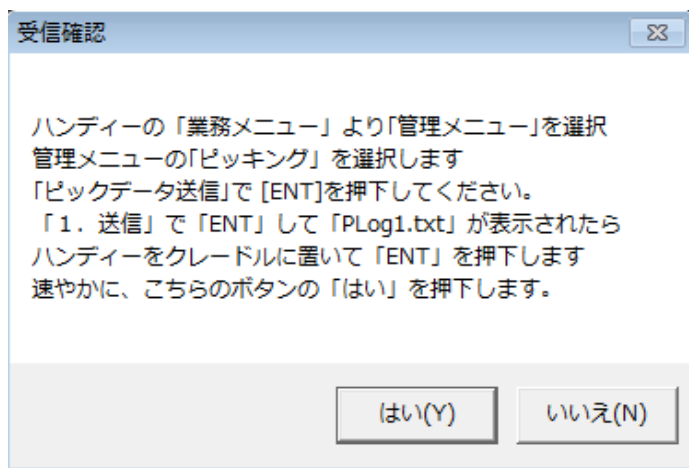 受信確認
ハンディーの「業務メニュー」より「管理メニュー」を選択
管理メニューの「ピッキング」を選択します
「ピックデータ送信」で [ENT]を押下してください。
「１．送信」で「ENT」して「PLog1.txt」が表示されたら
ハンディーをクレードルに置いて「ENT」を押下します
速やかに、こちらのボタンの「はい」を押下します。
はい(Y)
いいえ(N)